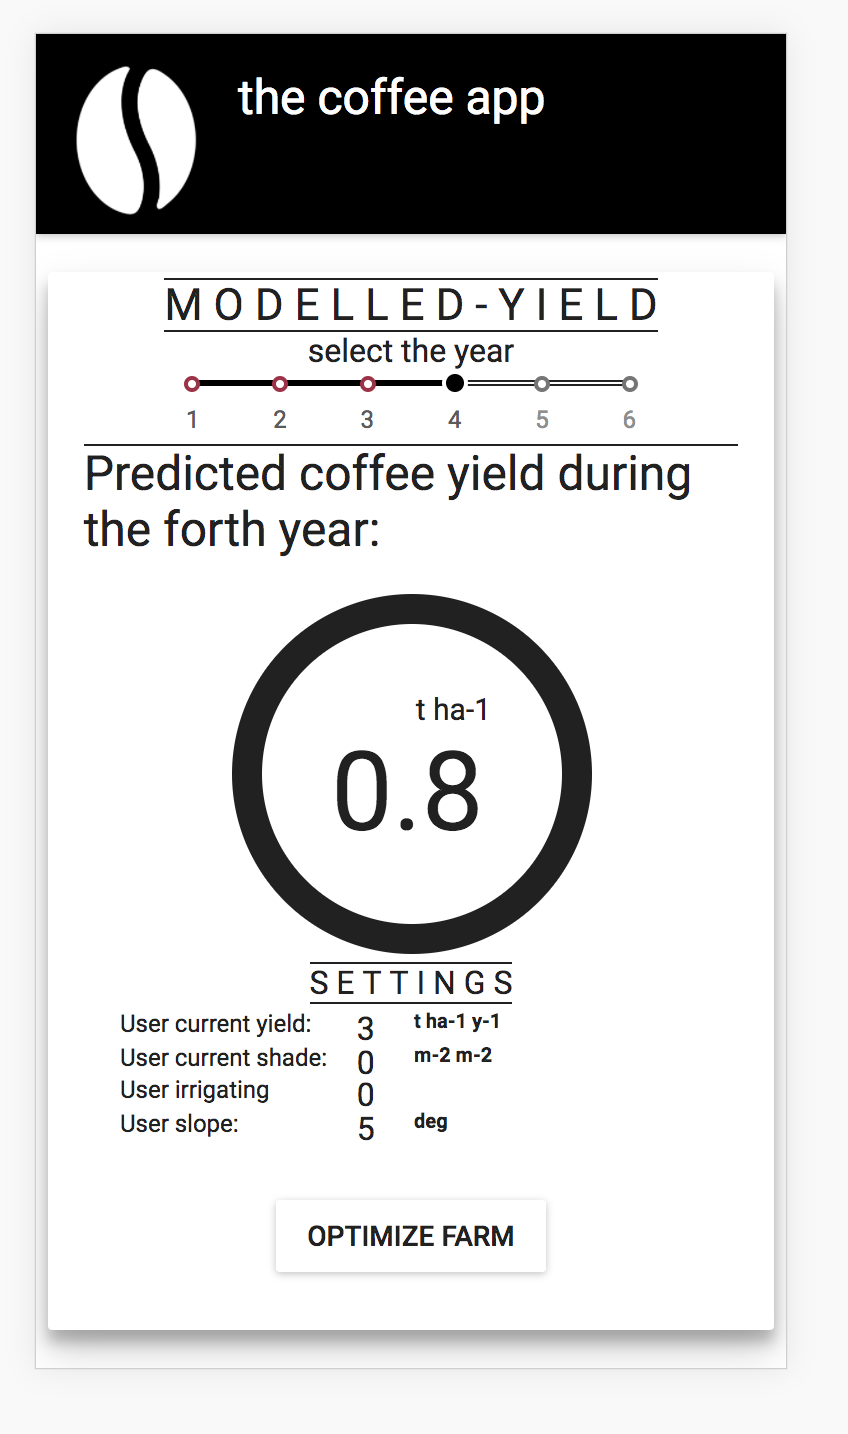 the coffee app
MODELLED-YIELD
select the year
1 2 3 4 5 6
Predicted coffee yield during
the forth year:
t ha-1
0.8
SETTINGS
User current yield: 3 t ha-1 y-1
User current shade: 0 m-2 m-2
User irrigating 0
User slope: 5 deg
OPTIMIZE FARM